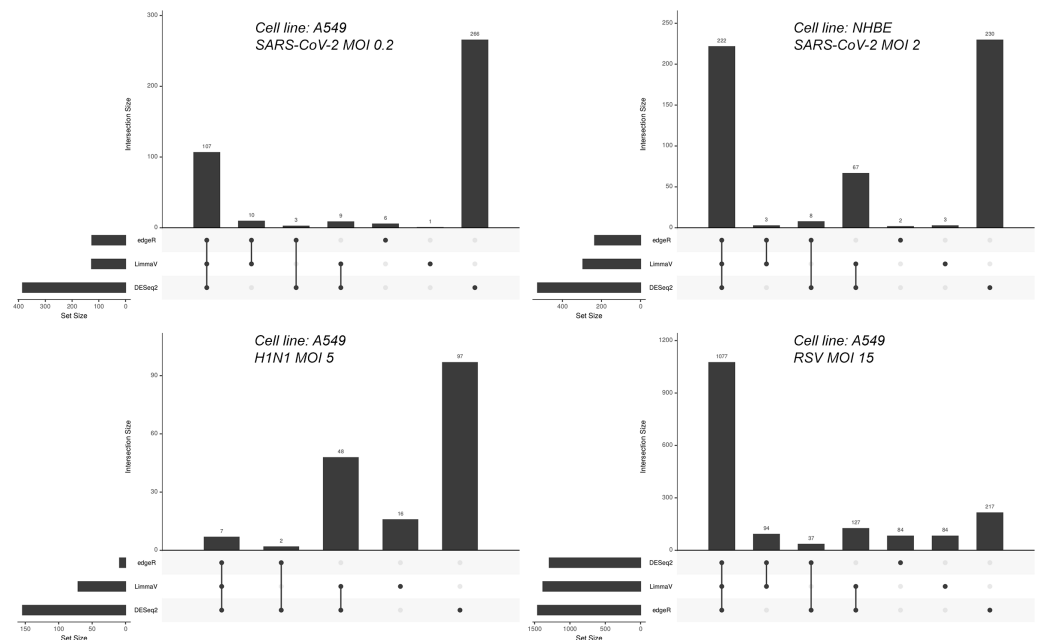 Cell line: A549
SARS-CoV-2 MOI 0.2
300
200
100
0
Intersection Size
107
10
3
9
6
1
266
edgeR
LimmaV
DESeq2
400 300 200 100 0
Set Size
Cell line: NHBE
SARS-CoV-2 MOI 2
250
200
150
100
50
0
Intersection Size
222
3
8
67
2
3
230
edgeR
LimmaV
DESeq2
400 200 0
Set Size
Cell line: A549
H1N1 MOI 5
90
60
30
0
Intersection Size
7
2
48
16
97
edgeR
LimmaV
DESeq2
150 100 50 0
Set Size
Cell line: A549
RSV MOI 15
1200
900
600
300
0
Intersection Size
1077
94
37
127
84
84
217
DESeq2
LimmaV
edgeR
1500 1000 500 0
Set Size